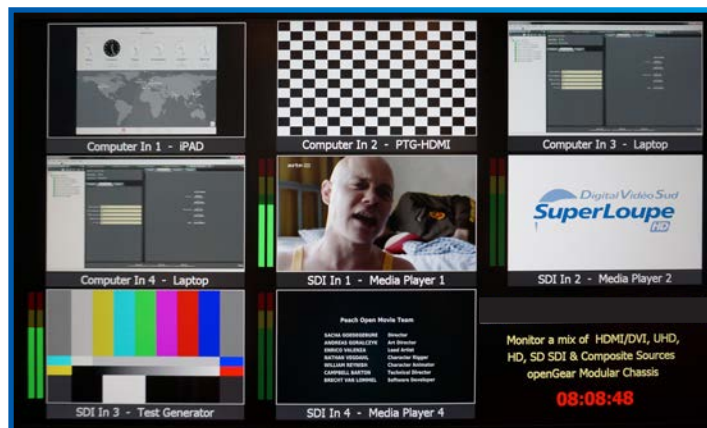 Computer In 1 - iPAD
Computer In 2 - PTG-HDMI
Computer In 3 - Laptop
Computer In 4 - Laptop
SDI In 1 - Media Player 1
Digital Vidéo Sud
SuperLoupe
HD
SDI In 2 - Media Player 2
SDI In 3 - Test Generator
Peach Open Movie Team
SACHA GOEDEGEBURE Director
ANDREAS GORALCZYK Art Director
ENRICO VALENZA Lead Artist
NATHAN VEGDAHL Character Rigger
WILLIAM REYNISH Character Animator
CAMPBELL BARTON Technical Director
BRECHT VAN LOMMEL Software Developer
SDI In 4 - Media Player 4
Monitor a mix of HDMI/DVI, UHD,
HD, SD SDI & Composite Sources
openGear Modular Chassis
08:08:48